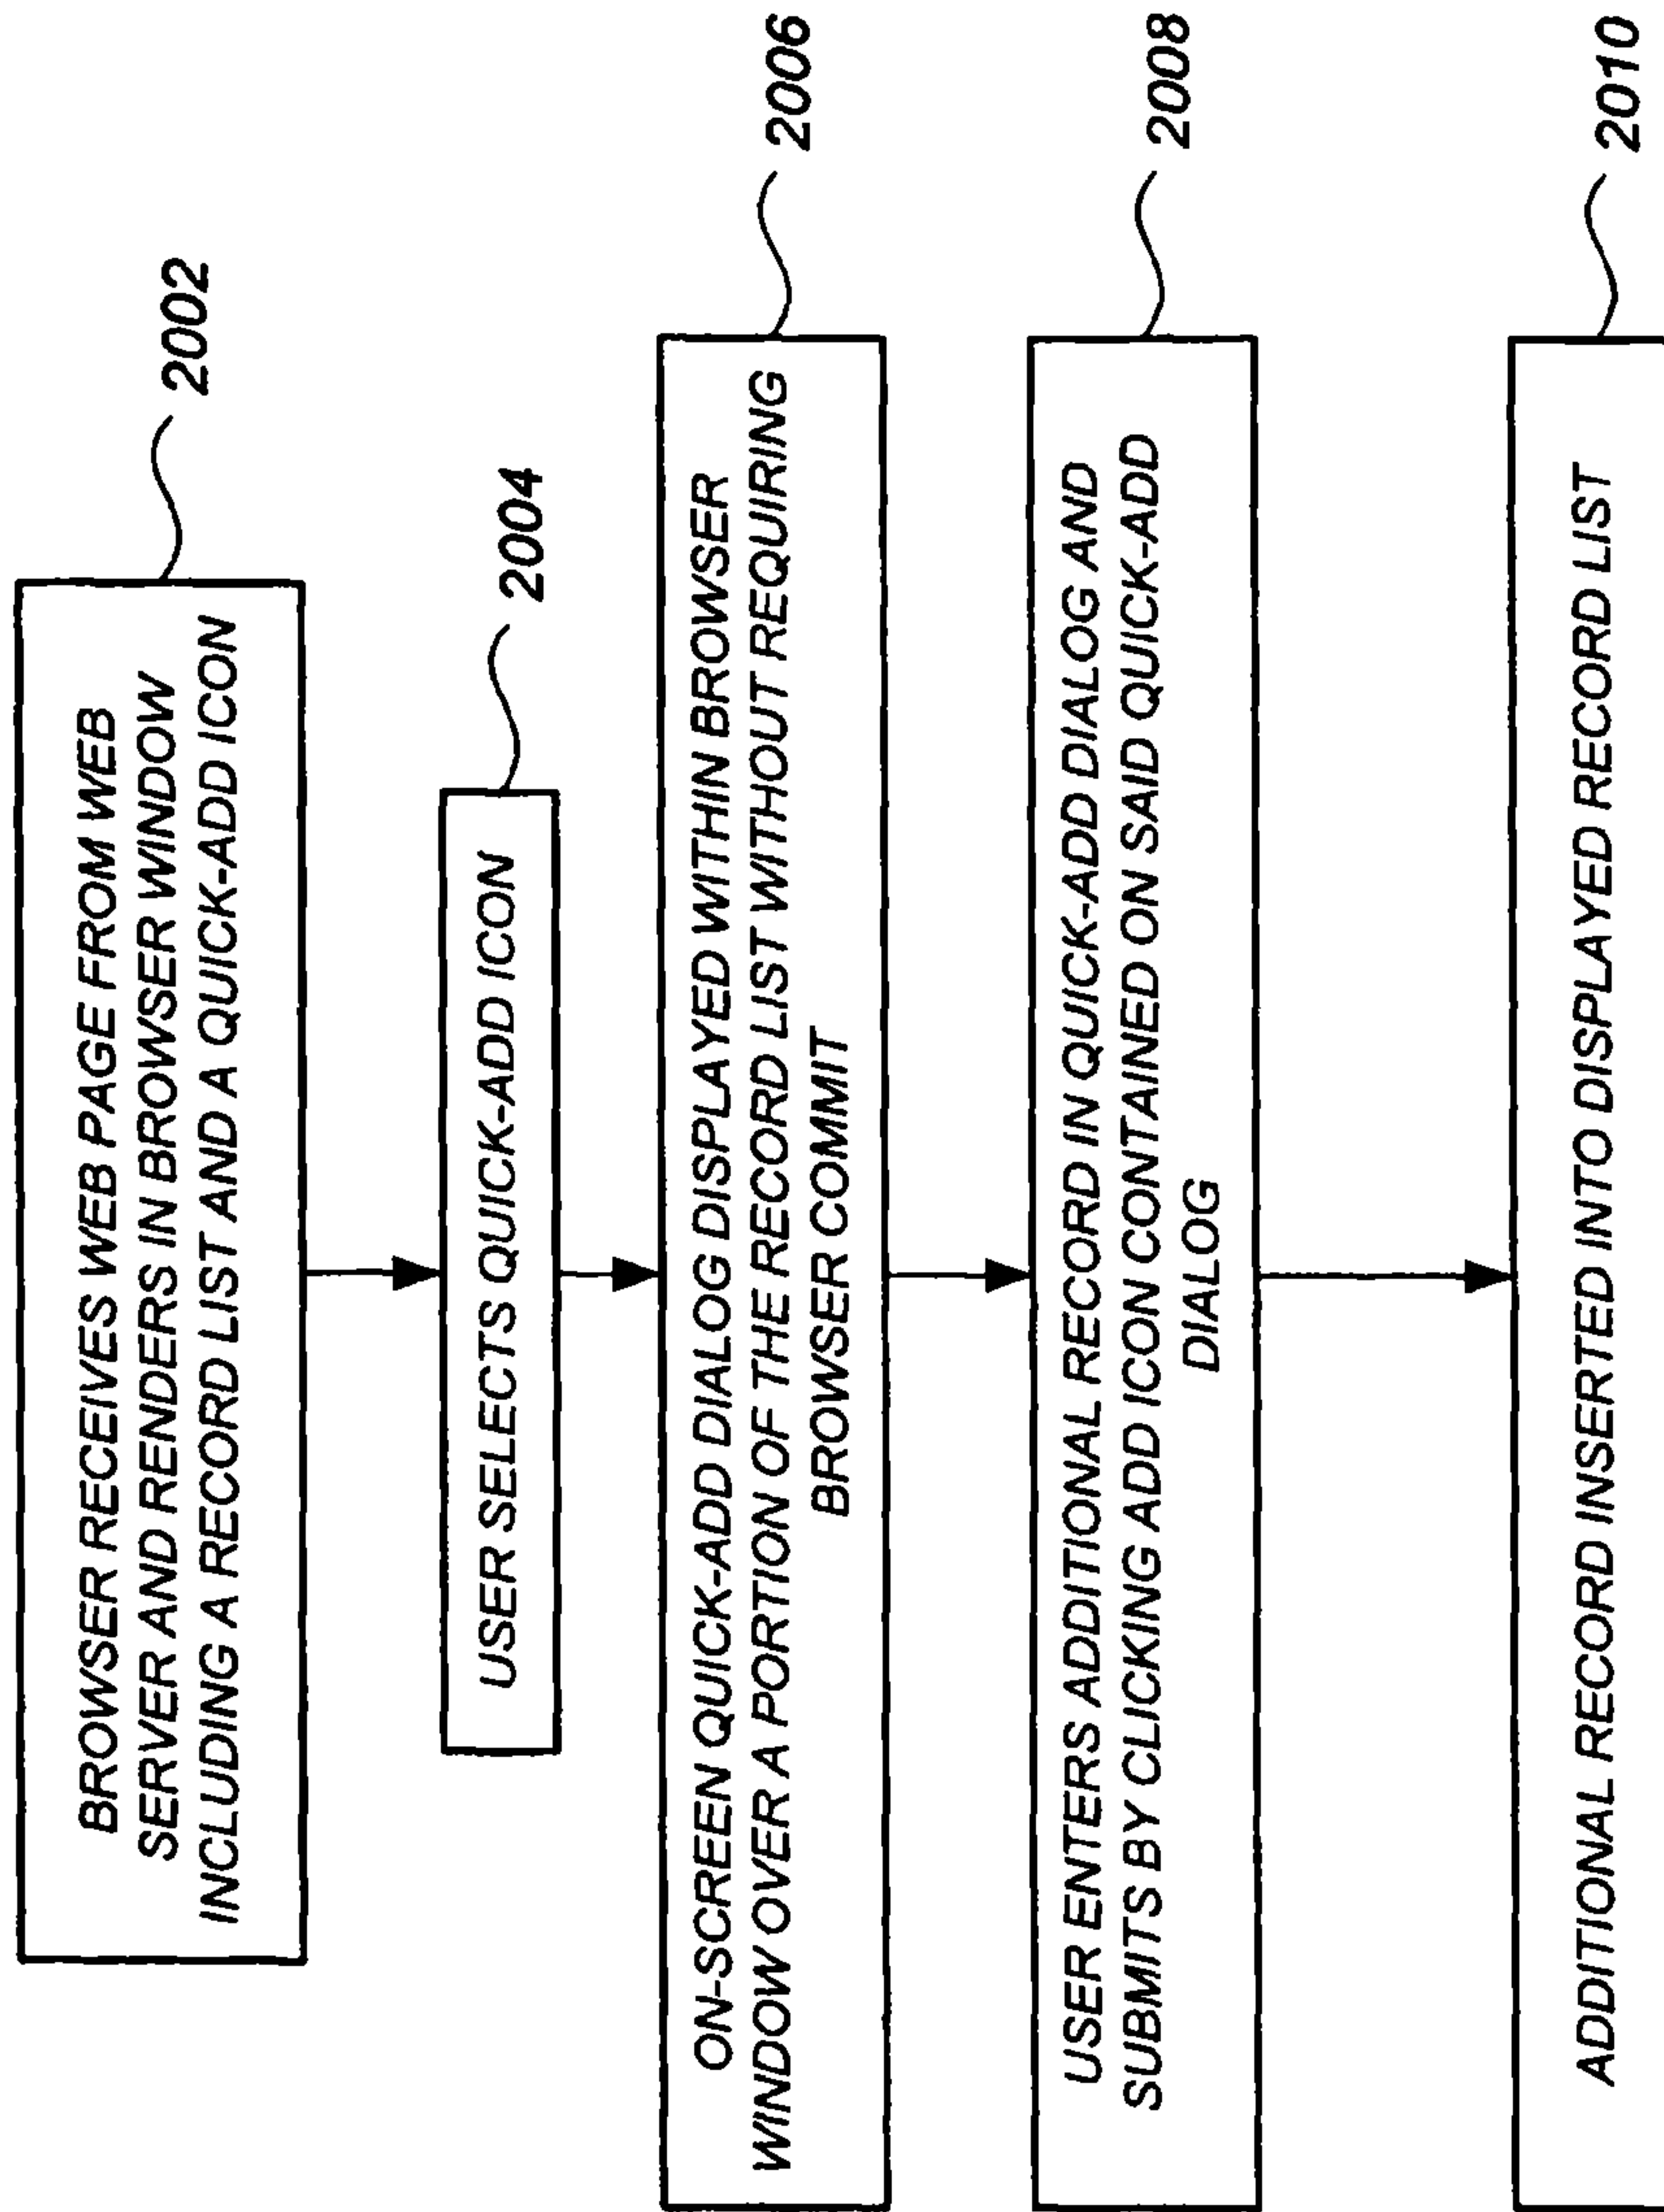 BROWSER RECEIVES WEB PAGE FROM WEB
SERVER AND RENDERS IN BROWSER WINDOW
INCLUDING A RECORD LIST AND A QUICK-ADD ICON
2002
USER SELECTS QUICK-ADD ICON
2004
ON-SCREEN QUICK-ADD DIALOG DISPLAYED WITHIN BROWSER
WINDOW OVER A PORTION OF THE RECORD LIST WITHOUT REQUIRING
BROWSER COMMIT
2006
USER ENTERS ADDITIONAL RECORD IN QUICK-ADD DIALOG AND
SUBMITS BY CLICKING ADD ICON CONTAINED ON SAID QUICK-ADD
DIALOG
2008
ADDITIONAL RECORD INSERTED INTO DISPLAYED RECORD LIST
2010